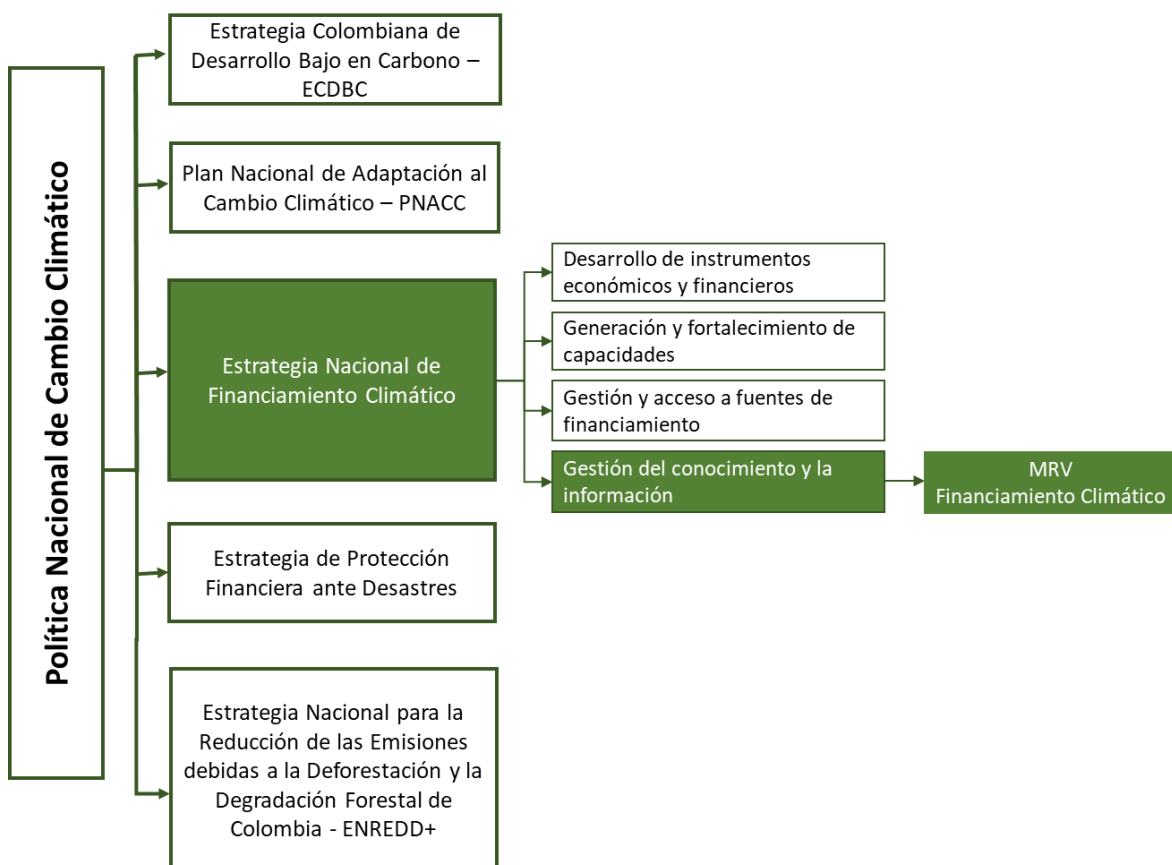 Política Nacional de Cambio Climático
Estrategia Colombiana de
Desarrollo Bajo en Carbono –
ECDBC
Plan Nacional de Adaptación al
Cambio Climático – PNACC
Estrategia Nacional de
Financiamiento Climático
Desarrollo de instrumentos
económicos y financieros
Generación y fortalecimiento de
capacidades
Gestión y acceso a fuentes de
financiamiento
Gestión del conocimiento y la
información
MRV
Financiamiento Climático
Estrategia de Protección
Financiera ante Desastres
Estrategia Nacional para la
Reducción de las Emisiones
debidas a la Deforestación y la
Degradación Forestal de
Colombia - ENREDD+